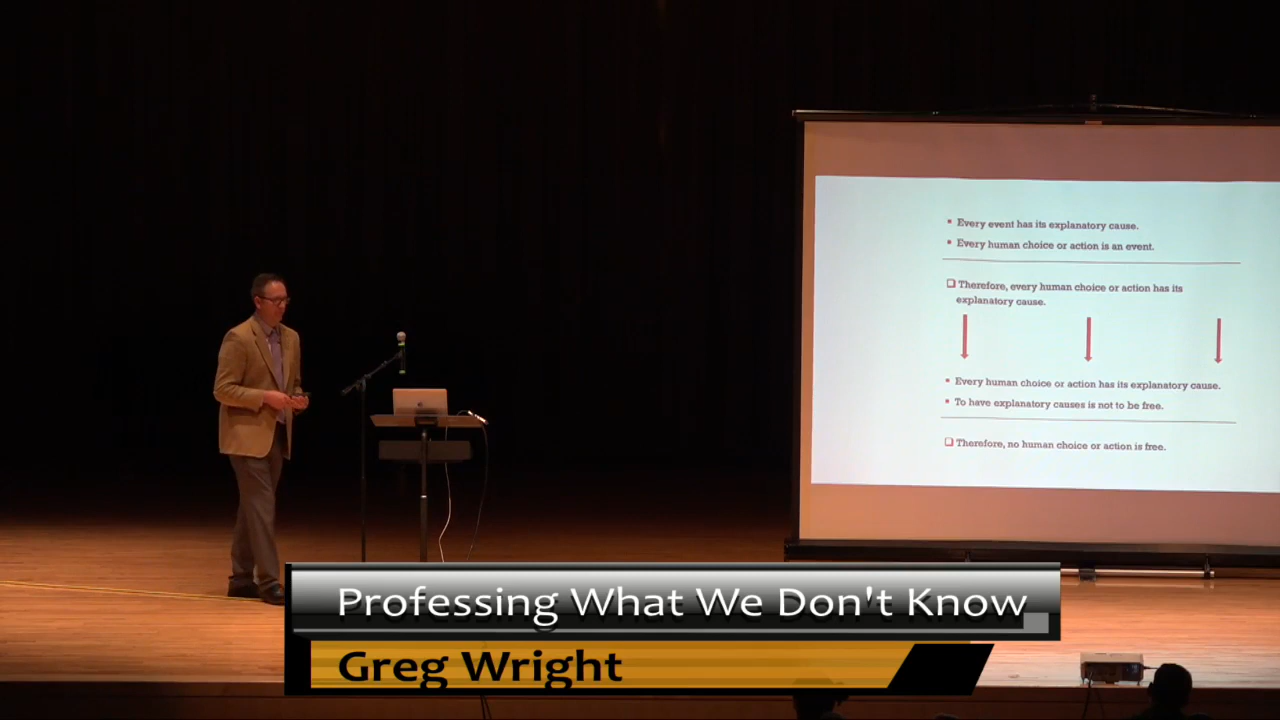 Every event has its explanatory cause.
Every human choice or action is an event.
Therefore, every human choice or action has its
explanatory cause.
Every human choice or action has its explanatory cause.
To have explanatory causes is not to be free.
Therefore, no human choice or action is free.
Professing What We Don't Know
Greg Wright